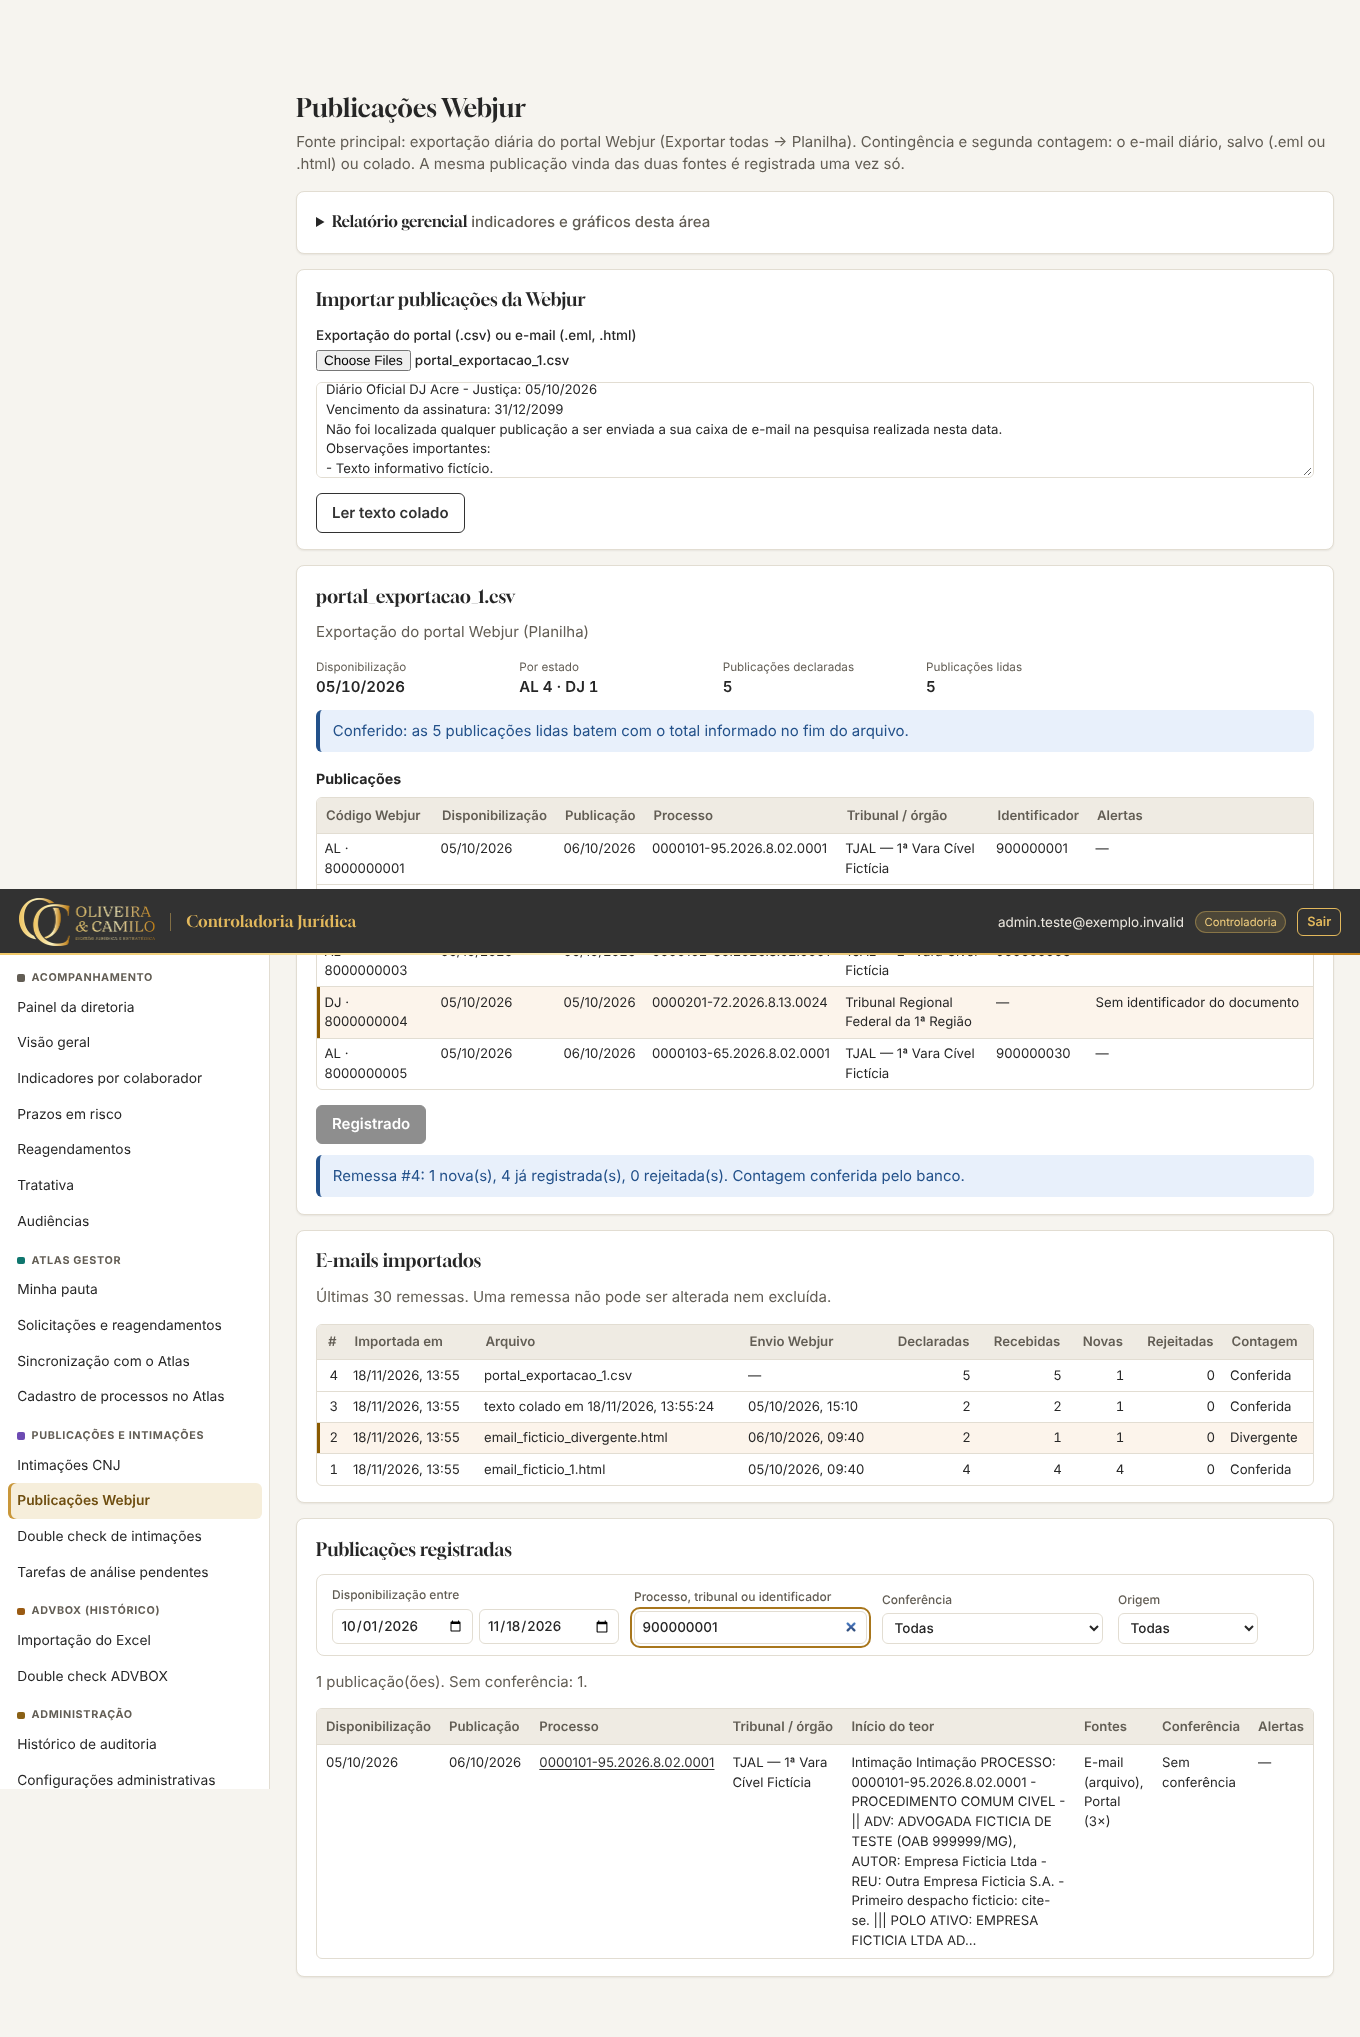 Publicações Webjur
Fonte principal: exportação diária do portal Webjur (Exportar todas → Planilha). Contingência e segunda contagem: o e-mail diário, salvo (.eml ou
.html) ou colado. A mesma publicação vinda das duas fontes é registrada uma vez só.
▶ Relatório gerencial indicadores e gráficos desta área
Importar publicações da Webjur
Exportação do portal (.csv) ou e-mail (.eml, .html)
Choose Files portal_exportacao_1.csv
Diário Oficial DJ Acre - Justiça: 05/10/2026
Vencimento da assinatura: 31/12/2099
Não foi localizada qualquer publicação a ser enviada a sua caixa de e-mail na pesquisa realizada nesta data.
Observações importantes:
- Texto informativo fictício.
Ler texto colado
portal_exportacao_1.csv
Exportação do portal Webjur (Planilha)
Disponibilização Por estado Publicações declaradas Publicações lidas
05/10/2026 AL 4 · DJ 1 5 5
Conferido: as 5 publicações lidas batem com o total informado no fim do arquivo.
Publicações
Código Webjur Disponibilização Publicação Processo Tribunal / órgão Identificador Alertas
AL · 05/10/2026 06/10/2026 0000101-95.2026.8.02.0001 TJAL — 1ª Vara Cível 900000001 —
8000000001 Fictícia
OLIVEIRA
& CAMILO
Controladoria Jurídica
admin.teste@exemplo.invalid Controladoria Sair
8000000003 Fictícia
DJ · 05/10/2026 05/10/2026 0000201-72.2026.8.13.0024 Tribunal Regional — Sem identificador do documento
8000000004 Federal da 1ª Região
AL · 05/10/2026 06/10/2026 0000103-65.2026.8.02.0001 TJAL — 1ª Vara Cível 900000030 —
8000000005 Fictícia
Registrado
Remessa #4: 1 nova(s), 4 já registrada(s), 0 rejeitada(s). Contagem conferida pelo banco.
ACOMPANHAMENTO
Painel da diretoria
Visão geral
Indicadores por colaborador
Prazos em risco
Reagendamentos
Tratativa
Audiências
ATLAS GESTOR
Minha pauta
Solicitações e reagendamentos
Sincronização com o Atlas
Cadastro de processos no Atlas
PUBLICAÇÕES E INTIMAÇÕES
Intimações CNJ
Publicações Webjur
Double check de intimações
Tarefas de análise pendentes
ADVBOX (HISTÓRICO)
Importação do Excel
Double check ADVBOX
ADMINISTRAÇÃO
Histórico de auditoria
Configurações administrativas
E-mails importados
Últimas 30 remessas. Uma remessa não pode ser alterada nem excluída.
# Importada em Arquivo Envio Webjur Declaradas Recebidas Novas Rejeitadas Contagem
4 18/11/2026, 13:55 portal_exportacao_1.csv — 5 5 1 0 Conferida
3 18/11/2026, 13:55 texto colado em 18/11/2026, 13:55:24 05/10/2026, 15:10 2 2 1 0 Conferida
2 18/11/2026, 13:55 email_ficticio_divergente.html 06/10/2026, 09:40 2 1 1 0 Divergente
1 18/11/2026, 13:55 email_ficticio_1.html 05/10/2026, 09:40 4 4 4 0 Conferida
Publicações registradas
Disponibilização entre Processo, tribunal ou identificador Conferência Origem
10/01/2026 11/18/2026 900000001 Todas Todas
1 publicação(ões). Sem conferência: 1.
Disponibilização Publicação Processo Tribunal / órgão Início do teor Fontes Conferência Alertas
05/10/2026 06/10/2026 0000101-95.2026.8.02.0001 TJAL — 1ª Vara Intimação Intimação PROCESSO: E-mail Sem —
Cível Fictícia 0000101-95.2026.8.02.0001 - (arquivo), conferência
PROCEDIMENTO COMUM CIVEL - Portal
|| ADV: ADVOGADA FICTICIA DE (3×)
TESTE (OAB 999999/MG),
AUTOR: Empresa Ficticia Ltda -
REU: Outra Empresa Ficticia S.A. -
Primeiro despacho ficticio: cite-
se. ||| POLO ATIVO: EMPRESA
FICTICIA LTDA AD...